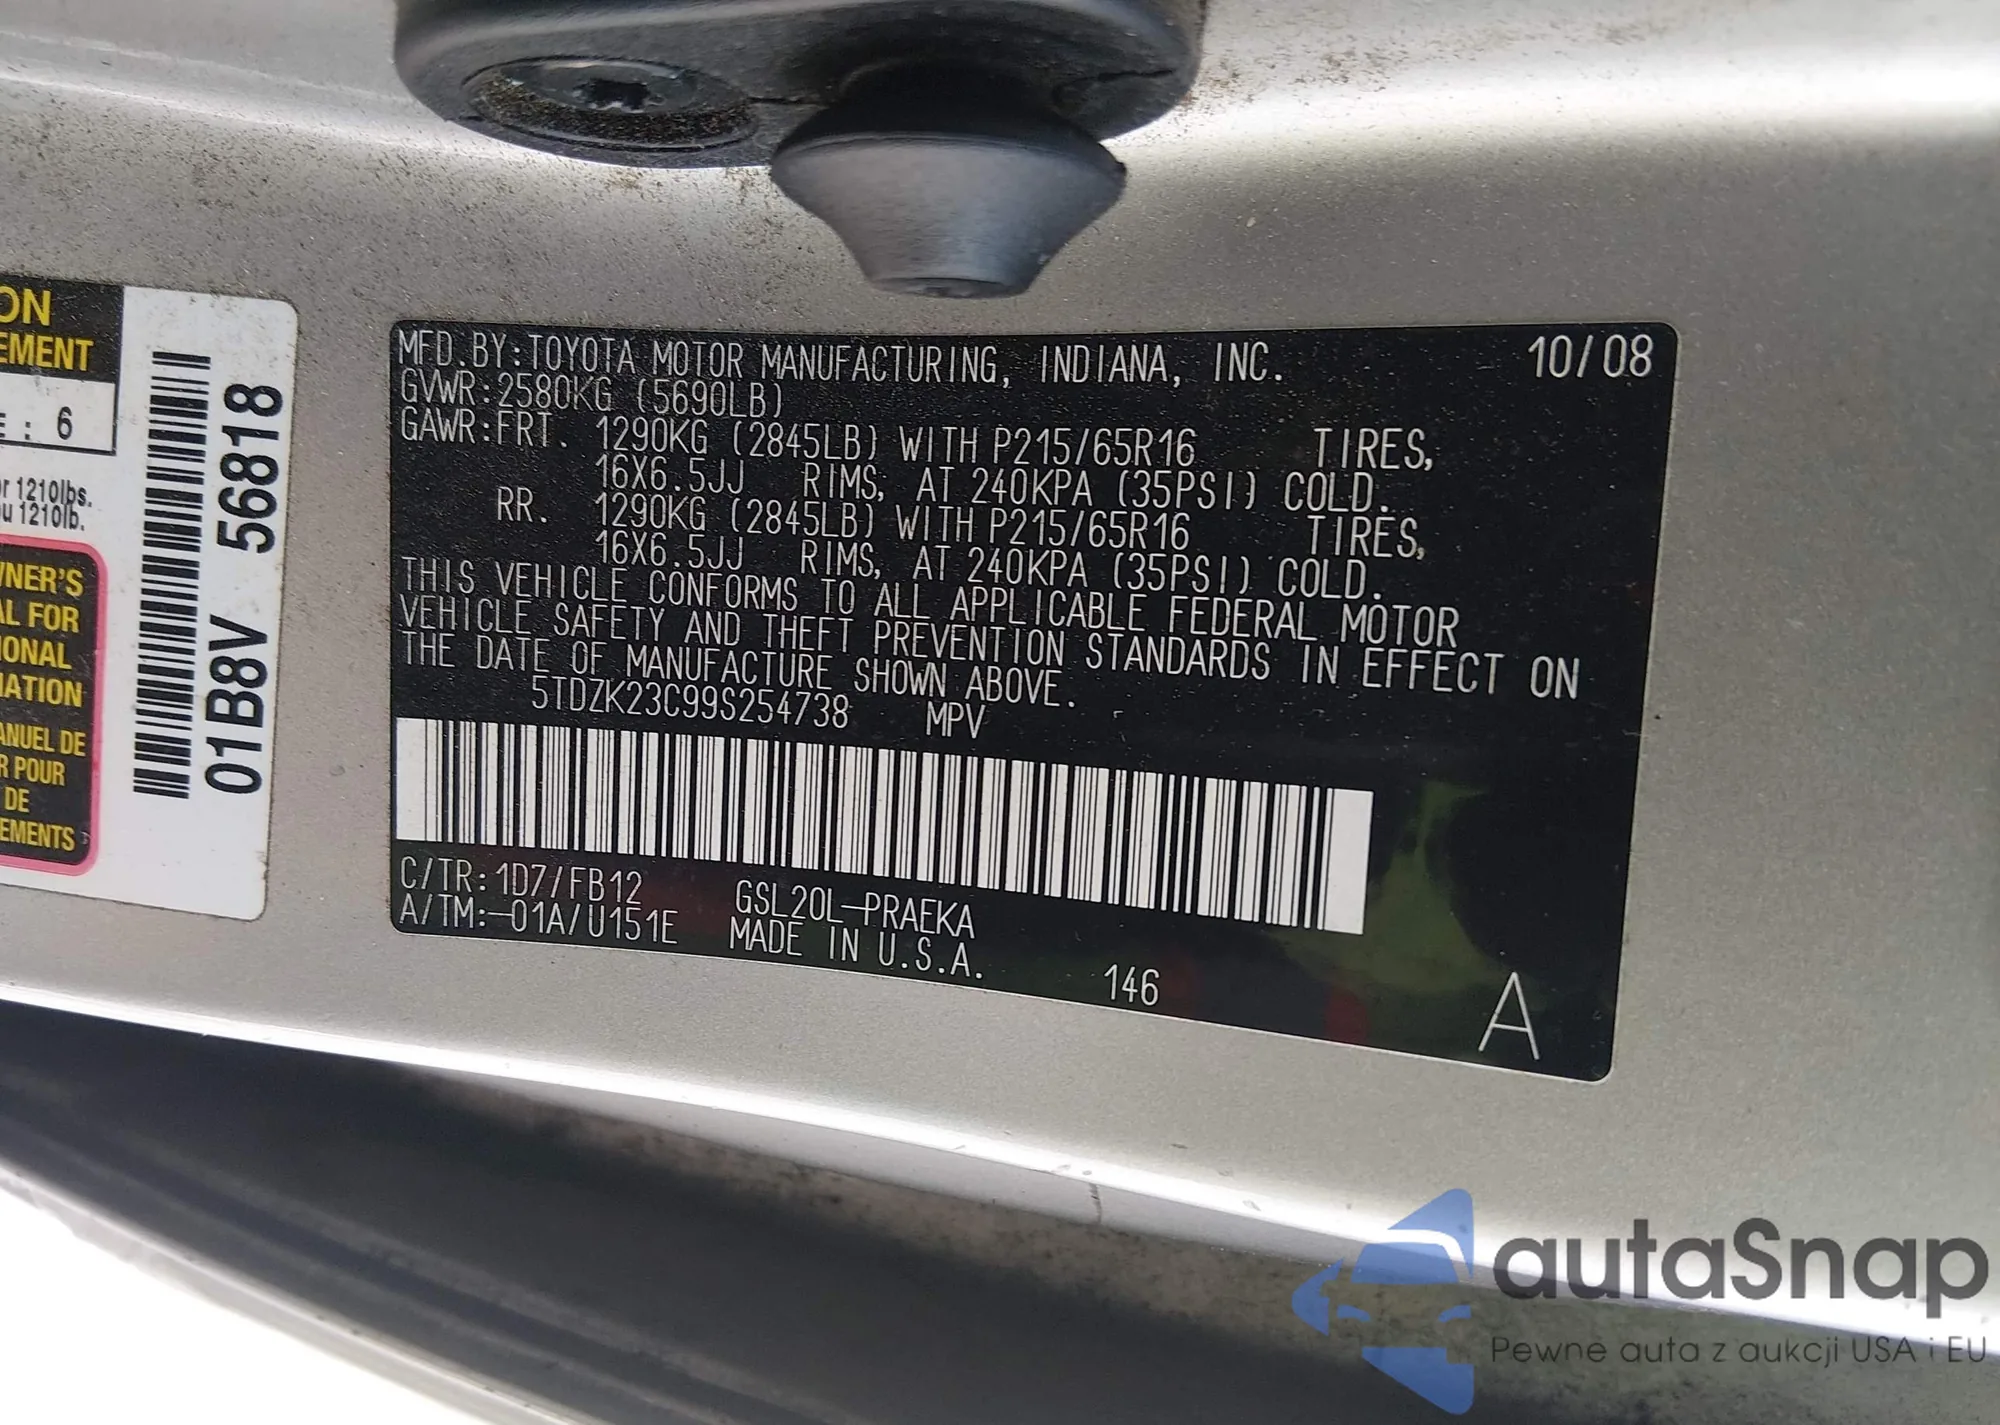 ON
EMENT
E: 6
or 1210lbs.
ou 1210lb.
WNER'S
AL FOR
IONAL
MATION
ANUEL DE
R POUR
DE
EMENTS
01B8V 56818
MFD.BY:TOYOTA MOTOR MANUFACTURING, INDIANA, INC. 10/08
GVWR:2580KG (5690LB)
GAWR:FRT. 1290KG (2845LB) WITH P215/65R16 TIRES,
16X6.5JJ RIMS, AT 240KPA (35PSI) COLD.
RR. 1290KG (2845LB) WITH P215/65R16 TIRES,
16X6.5JJ RIMS, AT 240KPA (35PSI) COLD.
THIS VEHICLE CONFORMS TO ALL APPLICABLE FEDERAL MOTOR
VEHICLE SAFETY AND THEFT PREVENTION STANDARDS IN EFFECT ON
THE DATE OF MANUFACTURE SHOWN ABOVE.
5TDZK23C99S254738 MPV
C/TR:1D7/FB12 GSL20L-PRAEKA
A/TM:-01A/U151E MADE IN U.S.A.
146
A
autaSnap
Pewne auta z aukcji USA i EU